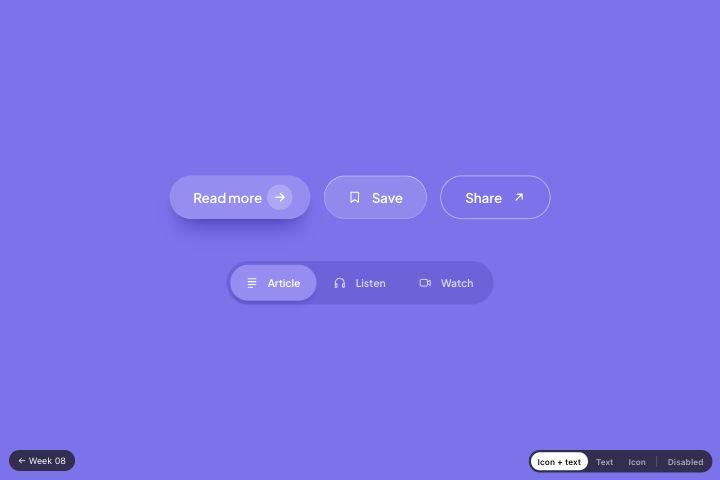 Read more
Save
Share
Article
Listen
Watch
← Week 08
Icon + text
Text
Icon
Disabled